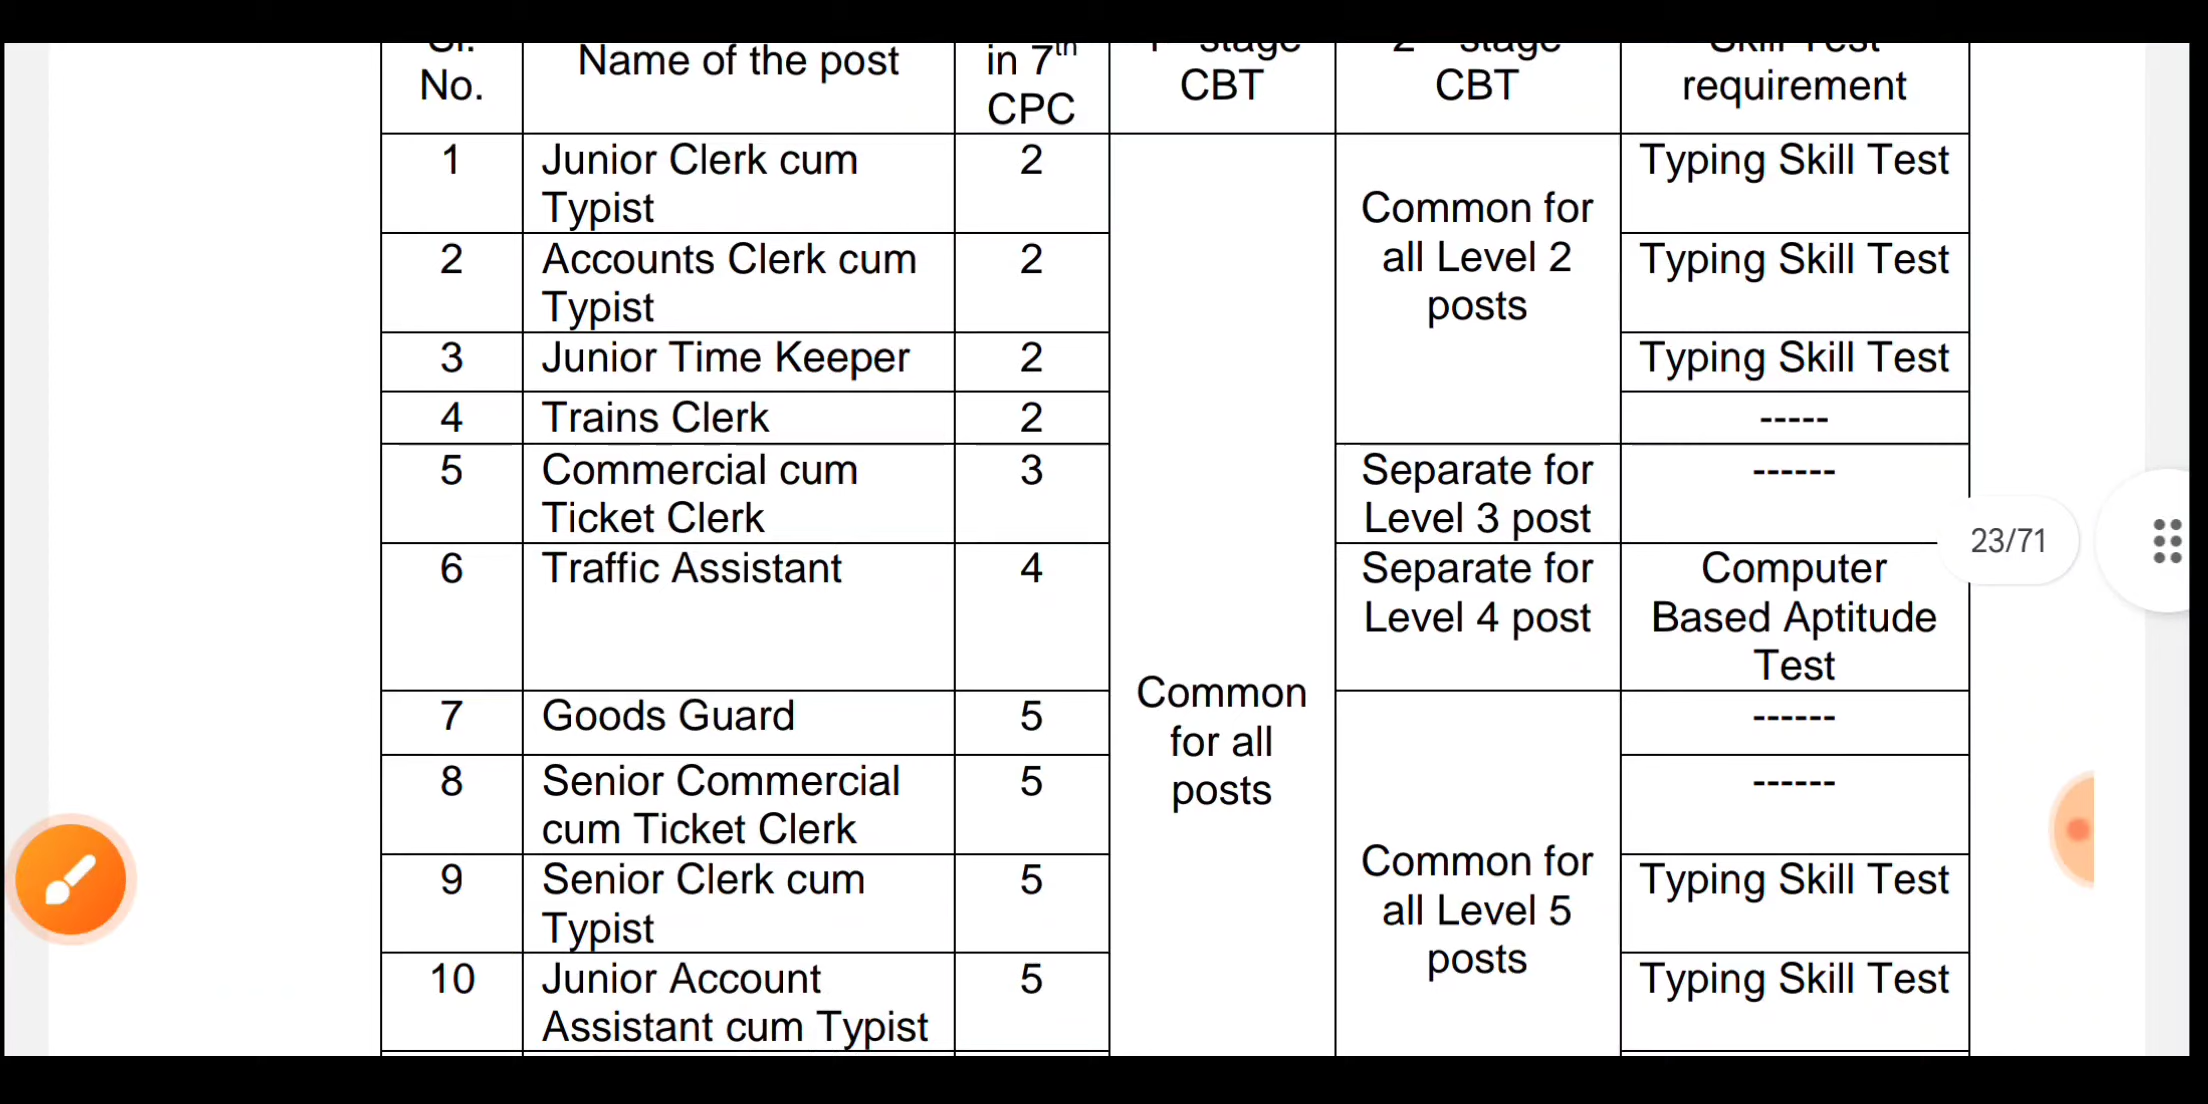 Sl.
No.
Name of the post
in 7th
CPC
stage
CBT
stage
CBT
Skill Test
requirement
1
Junior Clerk cum
Typist
2
Common for
all Level 2
posts
Typing Skill Test
2
Accounts Clerk cum
Typist
2
Typing Skill Test
3
Junior Time Keeper
2
Typing Skill Test
4
Trains Clerk
2
-----
5
Commercial cum
Ticket Clerk
3
Separate for
Level 3 post
------
6
Traffic Assistant
4
Separate for
Level 4 post
Computer
Based Aptitude
Test
23/71
Common
for all
posts
7
Goods Guard
5
Common for
all Level 5
posts
------
8
Senior Commercial
cum Ticket Clerk
5
------
9
Senior Clerk cum
Typist
5
Typing Skill Test
10
Junior Account
Assistant cum Typist
5
Typing Skill Test